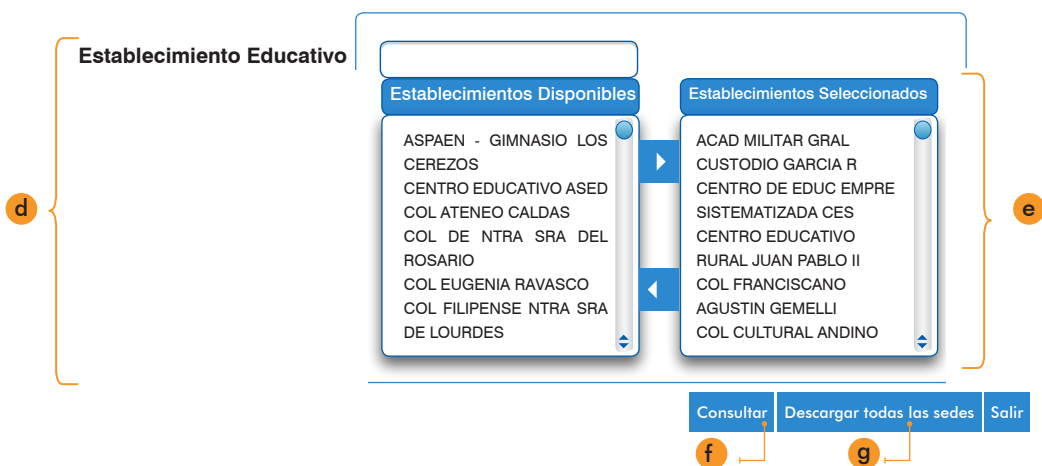 Establecimiento Educativo
Establecimientos Disponibles
ASPAEN - GIMNASIO LOS
CEREZOS
CENTRO EDUCATIVO ASED
COL ATENEO CALDAS
COL DE NTRA SRA DEL
ROSARIO
COL EUGENIA RAVASCO
COL FILIPENSE NTRA SRA
DE LOURDES
Establecimientos Seleccionados
ACAD MILITAR GRAL
CUSTODIO GARCIA R
CENTRO DE EDUC EMPRE
SISTEMATIZADA CES
CENTRO EDUCATIVO
RURAL JUAN PABLO II
COL FRANCISCANO
AGUSTIN GEMELLI
COL CULTURAL ANDINO
d
e
Consultar Descargar todas las sedes Salir
f g